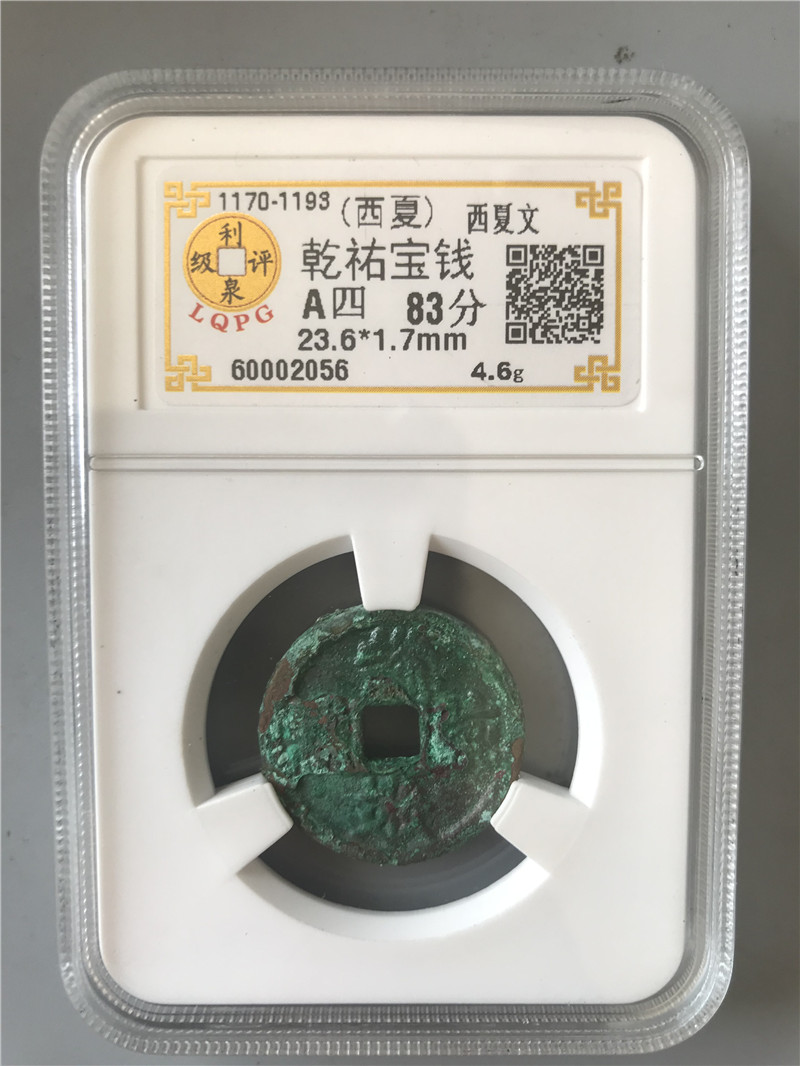 1170-1193 (西夏) 西夏文
利泉评级
LQPG
乾祐宝钱
A四 83分
23.6*1.7mm
60002056 4.6g